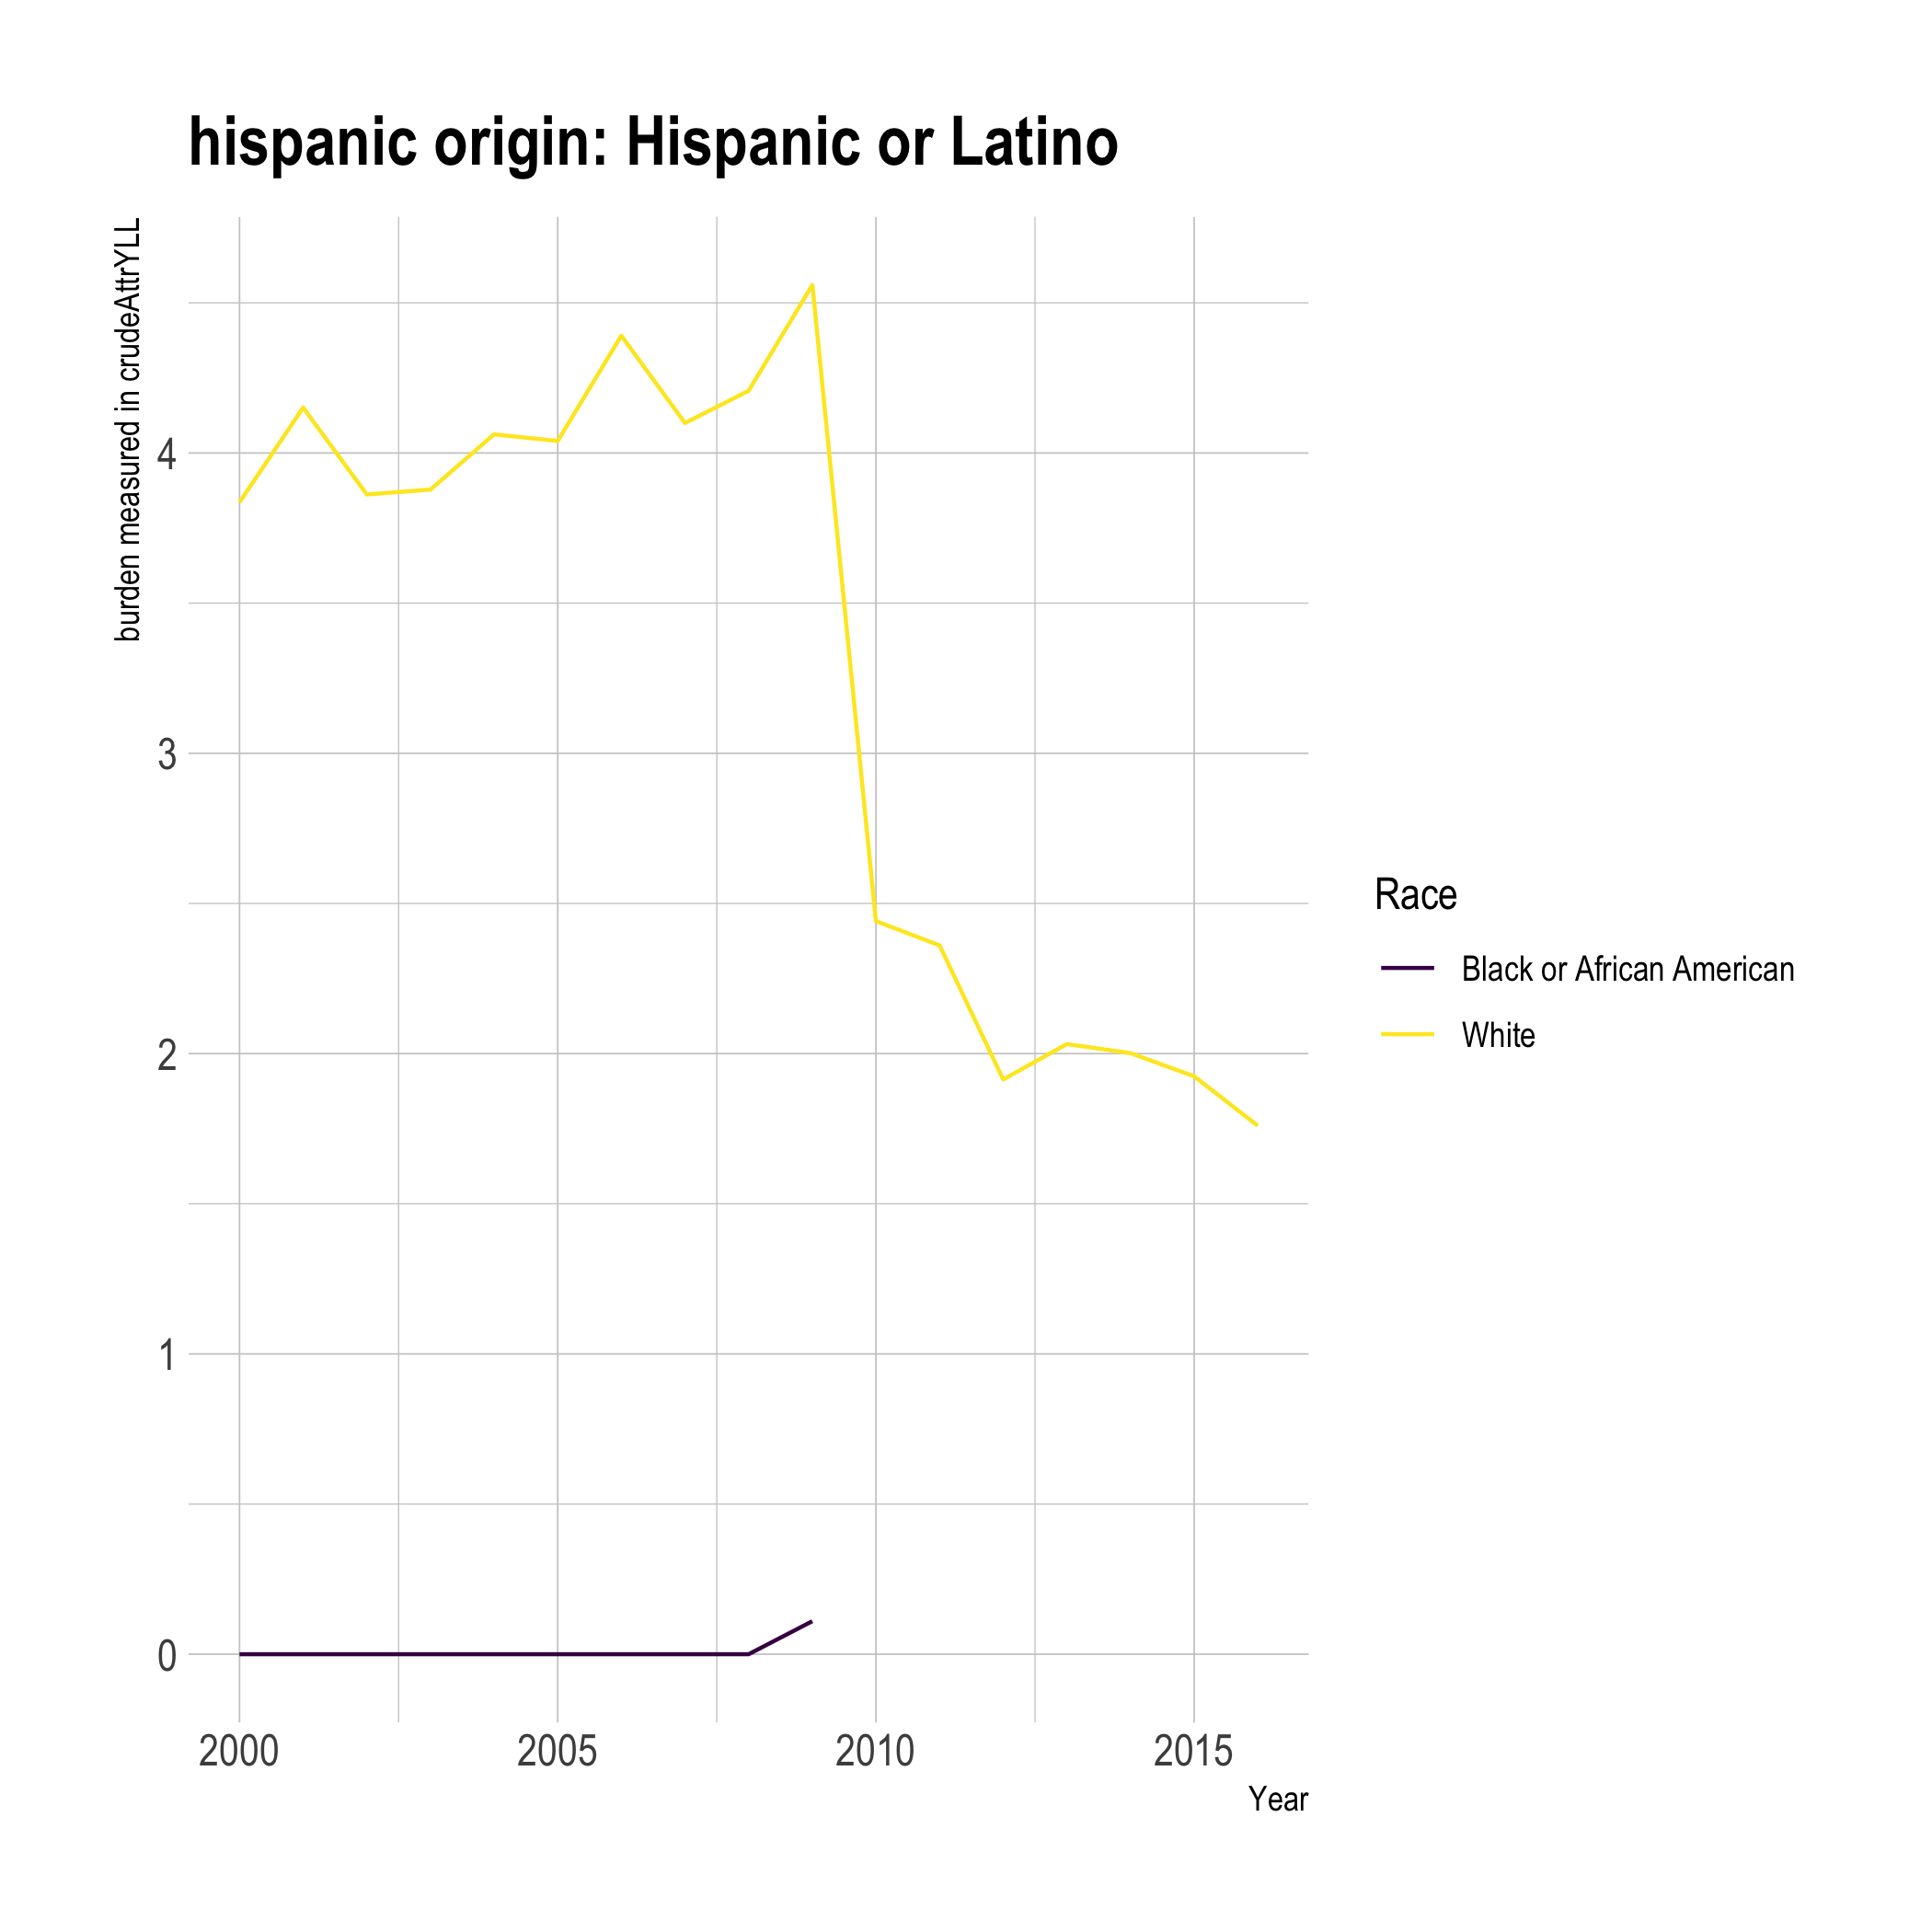 hispanic origin: Hispanic or Latino
burden measured in crudeAttrYLL
4
3
2
1
0
2000 2005 2010 2015
Year
Race
Black or African American
White